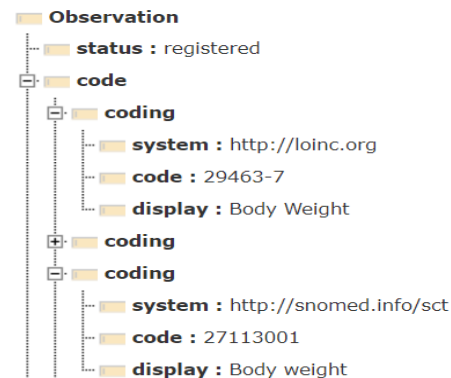 Observation
status : registered
code
coding
system : http://loinc.org
code : 29463-7
display : Body Weight
coding
coding
system : http://snomed.info/sct
code : 27113001
display : Body weight